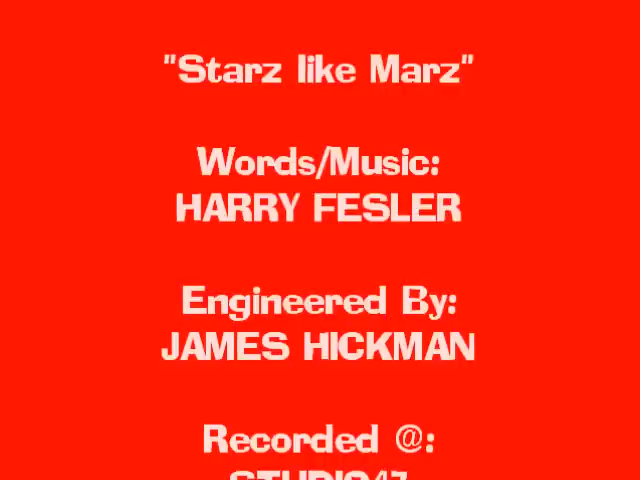 "Starz like Marz"
Words/Music:
HARRY FESLER
Engineered By:
JAMES HICKMAN
Recorded @: